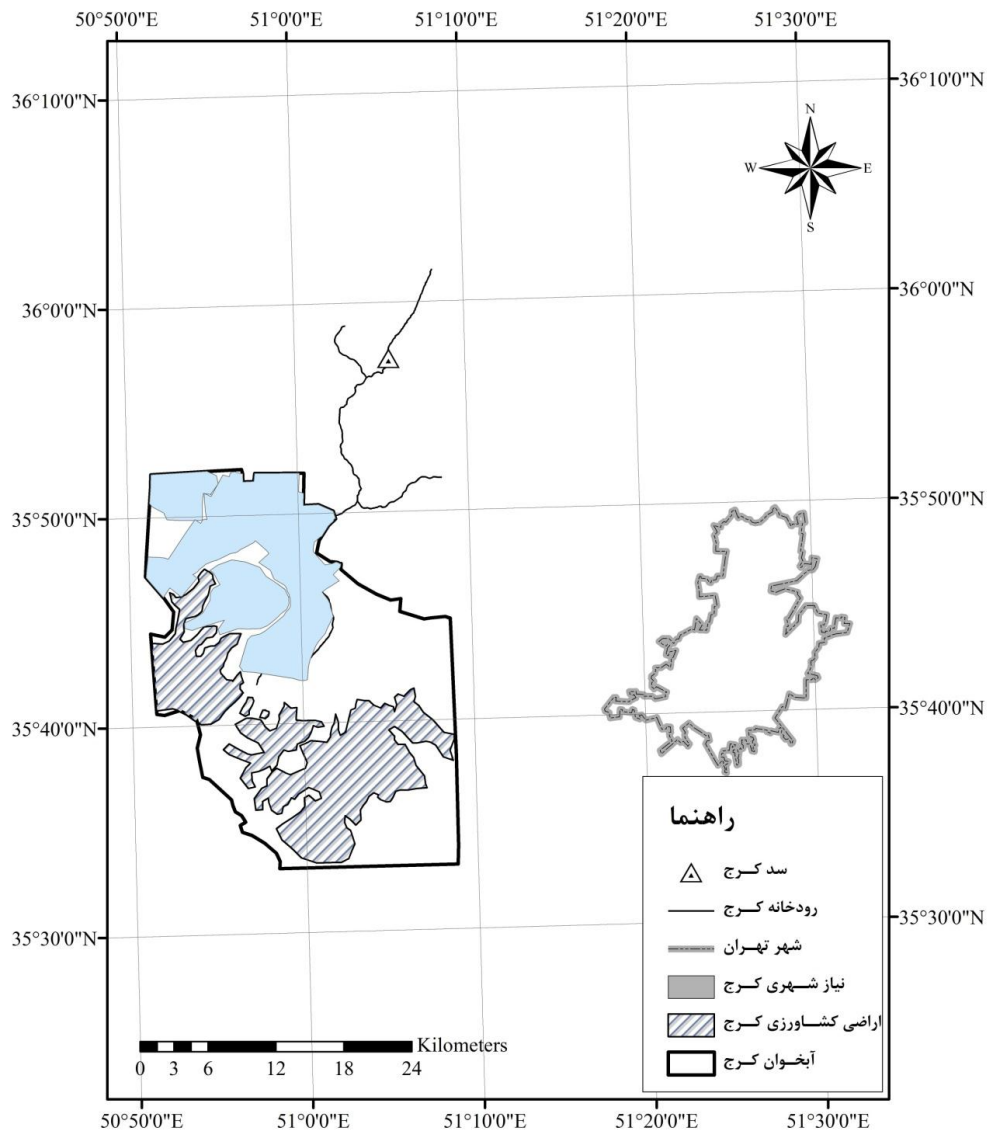 50°50'0"E 51°0'0"E 51°10'0"E 51°20'0"E 51°30'0"E
36°10'0"N 36°10'0"N
N
W E
S
36°0'0"N 36°0'0"N
35°50'0"N 35°50'0"N
35°40'0"N 35°40'0"N
راهنما
سد کرج
رودخانه کرج
شهر تهران
نیاز شهری کرج
اراضی کشاورزی کرج
آبخوان کرج
35°30'0"N 35°30'0"N
Kilometers
0 3 6 12 18 24
50°50'0"E 51°0'0"E 51°10'0"E 51°20'0"E 51°30'0"E